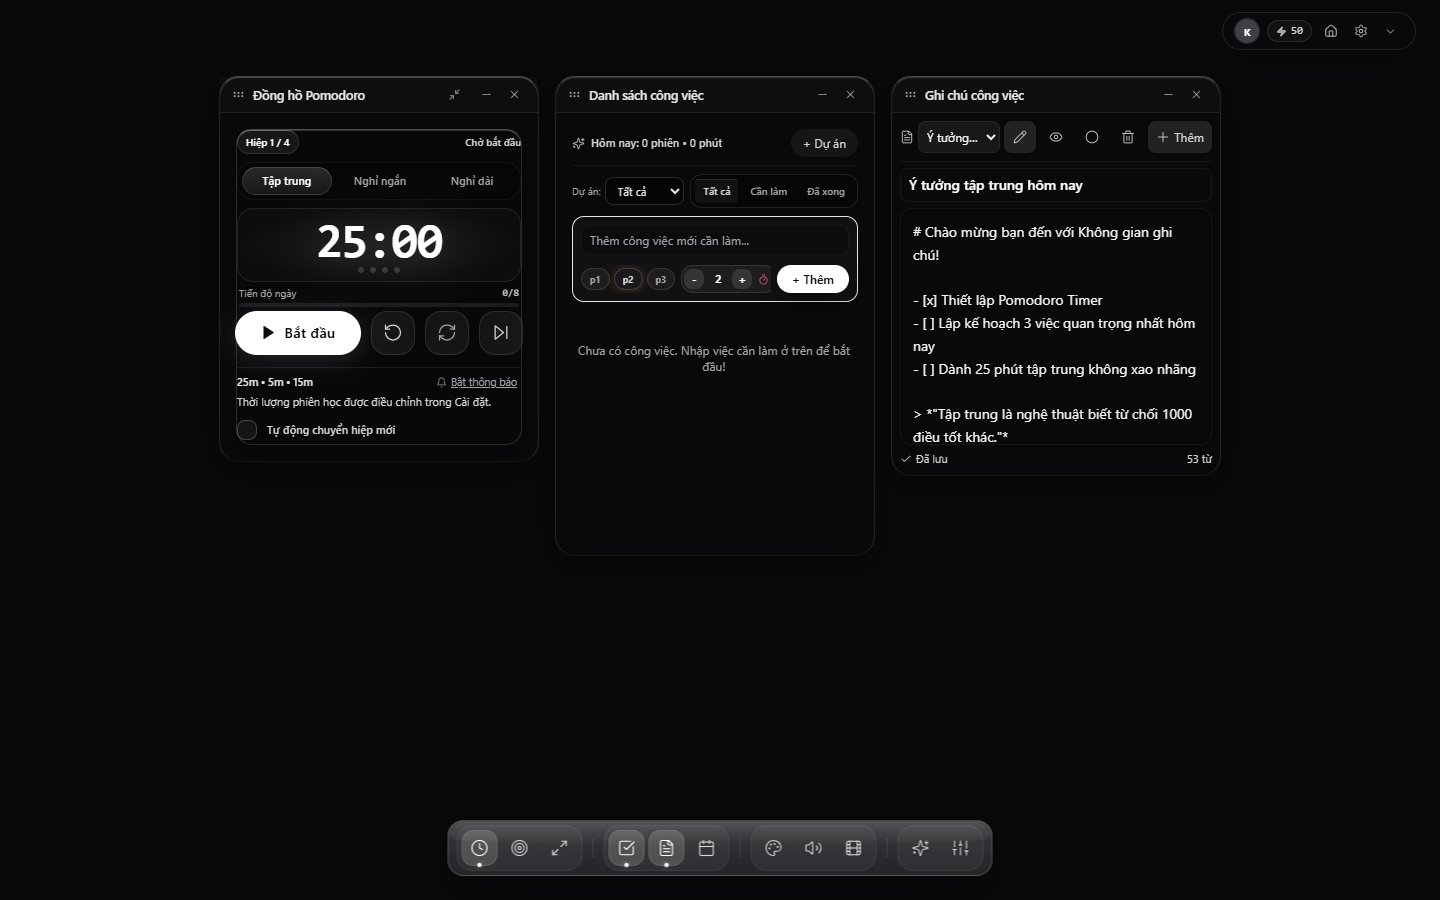 K
50
Đồng hồ Pomodoro
Hiệp 1 / 4
Chờ bắt đầu
Tập trung
Nghỉ ngắn
Nghỉ dài
25:00
Tiến độ ngày
0/8
Bắt đầu
25m • 5m • 15m
Bật thông báo
Thời lượng phiên học được điều chỉnh trong Cài đặt.
Tự động chuyển hiệp mới
Danh sách công việc
Hôm nay: 0 phiên • 0 phút
+ Dự án
Dự án:
Tất cả
Tất cả
Cần làm
Đã xong
Thêm công việc mới cần làm...
p1
p2
p3
-
2
+
+ Thêm
Chưa có công việc. Nhập việc cần làm ở trên để bắt
đầu!
Ghi chú công việc
Ý tưởng...
+ Thêm
Ý tưởng tập trung hôm nay
# Chào mừng bạn đến với Không gian ghi
chú!
- [x] Thiết lập Pomodoro Timer
- [ ] Lập kế hoạch 3 việc quan trọng nhất hôm
nay
- [ ] Dành 25 phút tập trung không xao nhãng
> *"Tập trung là nghệ thuật biết từ chối 1000
điều tốt khác."*
Đã lưu
53 từ